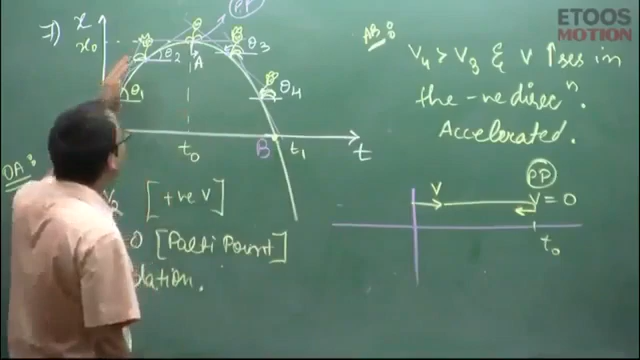 ETOOS
MOTION
7)
x
x₀
PP
θ₁
θ₂
A
θ₃
θ₄
B
t₀
t₁
t
OA:
[+ve v]
0 [Palti Point]
AB:
V₄ > V₃ & V ↑ses in
the -ve direcⁿ.
Accelerated.
PP
V
V = 0
t₀